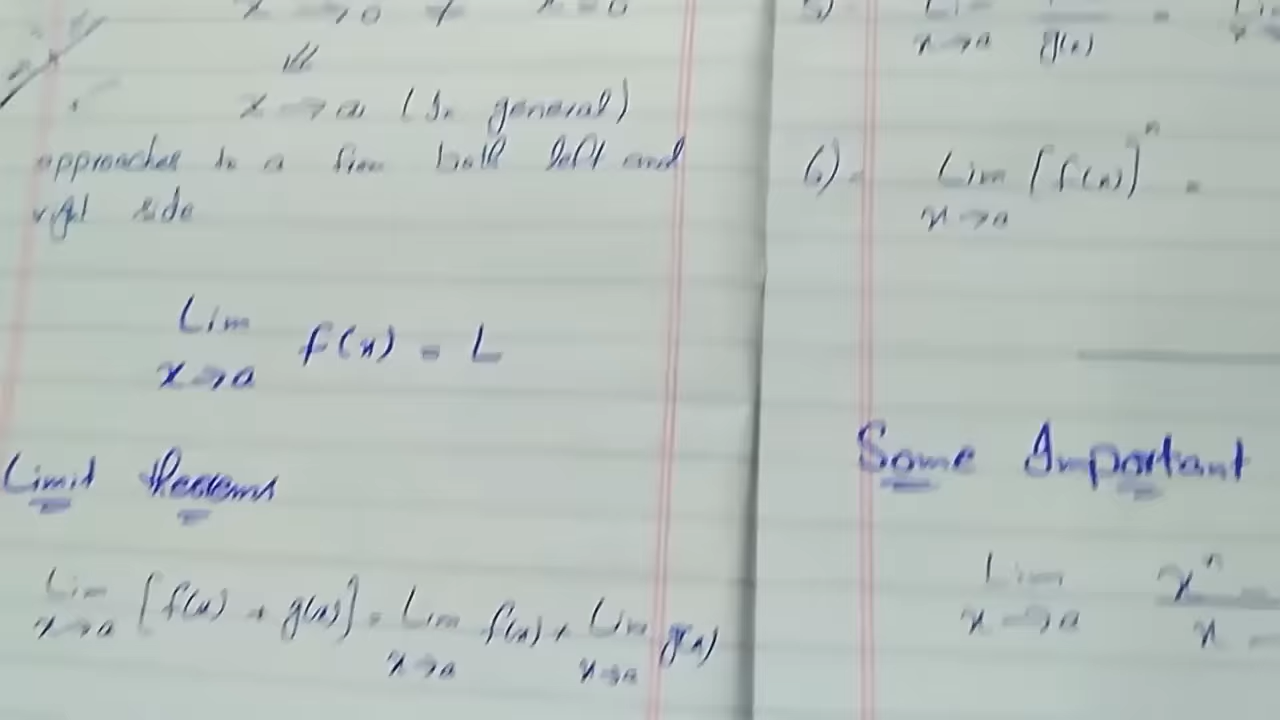 x → a (In general)
approaches to a from both left and
right side
Lim f(x) = L
x → a
Limit theorems
Lim [f(x) + g(x)] = Lim f(x) + Lim g(x)
x → a x → a x → a
Lim
x → a g(x)
6) Lim [f(x)]^n =
x → a
Some Important
Lim x^n -
x → a x -